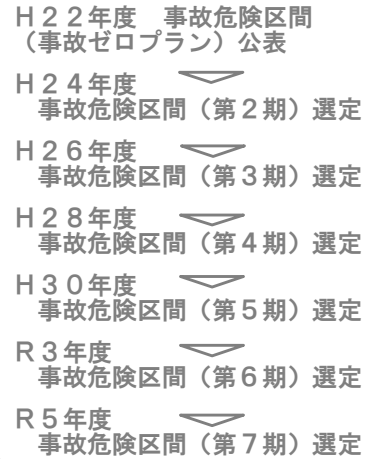 Ｈ２２年度　事故危険区間
（事故ゼロプラン）公表
Ｈ２４年度
事故危険区間（第２期）選定
Ｈ２６年度
事故危険区間（第３期）選定
Ｈ２８年度
事故危険区間（第４期）選定
Ｈ３０年度
事故危険区間（第５期）選定
Ｒ３年度
事故危険区間（第６期）選定
Ｒ５年度
事故危険区間（第７期）選定